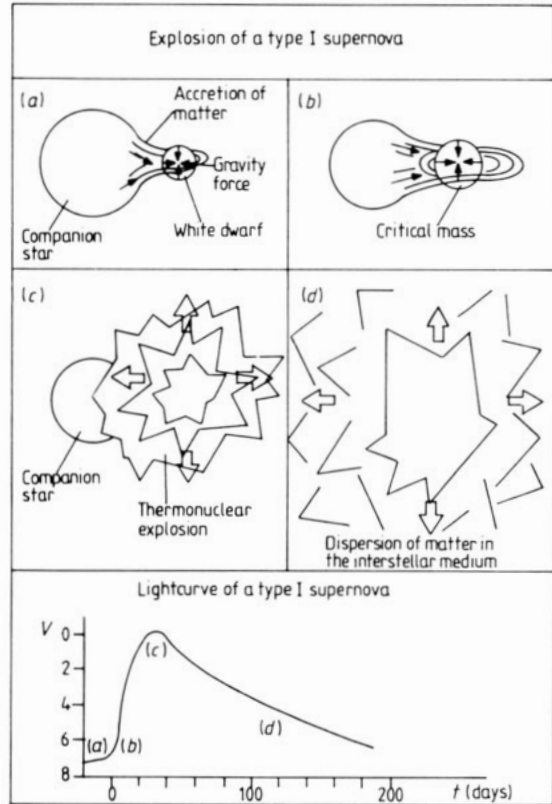 Explosion of a type I supernova
(a)
Accretion of
matter
Gravity
force
White dwarf
Companion
star
(b)
Critical mass
(c)
Companion
star
Thermonuclear
explosion
(d)
Dispersion of matter in
the interstellar medium
Lightcurve of a type I supernova
V
0
2
4
6
8
(a)
(b)
(c)
(d)
0
100
200
t (days)